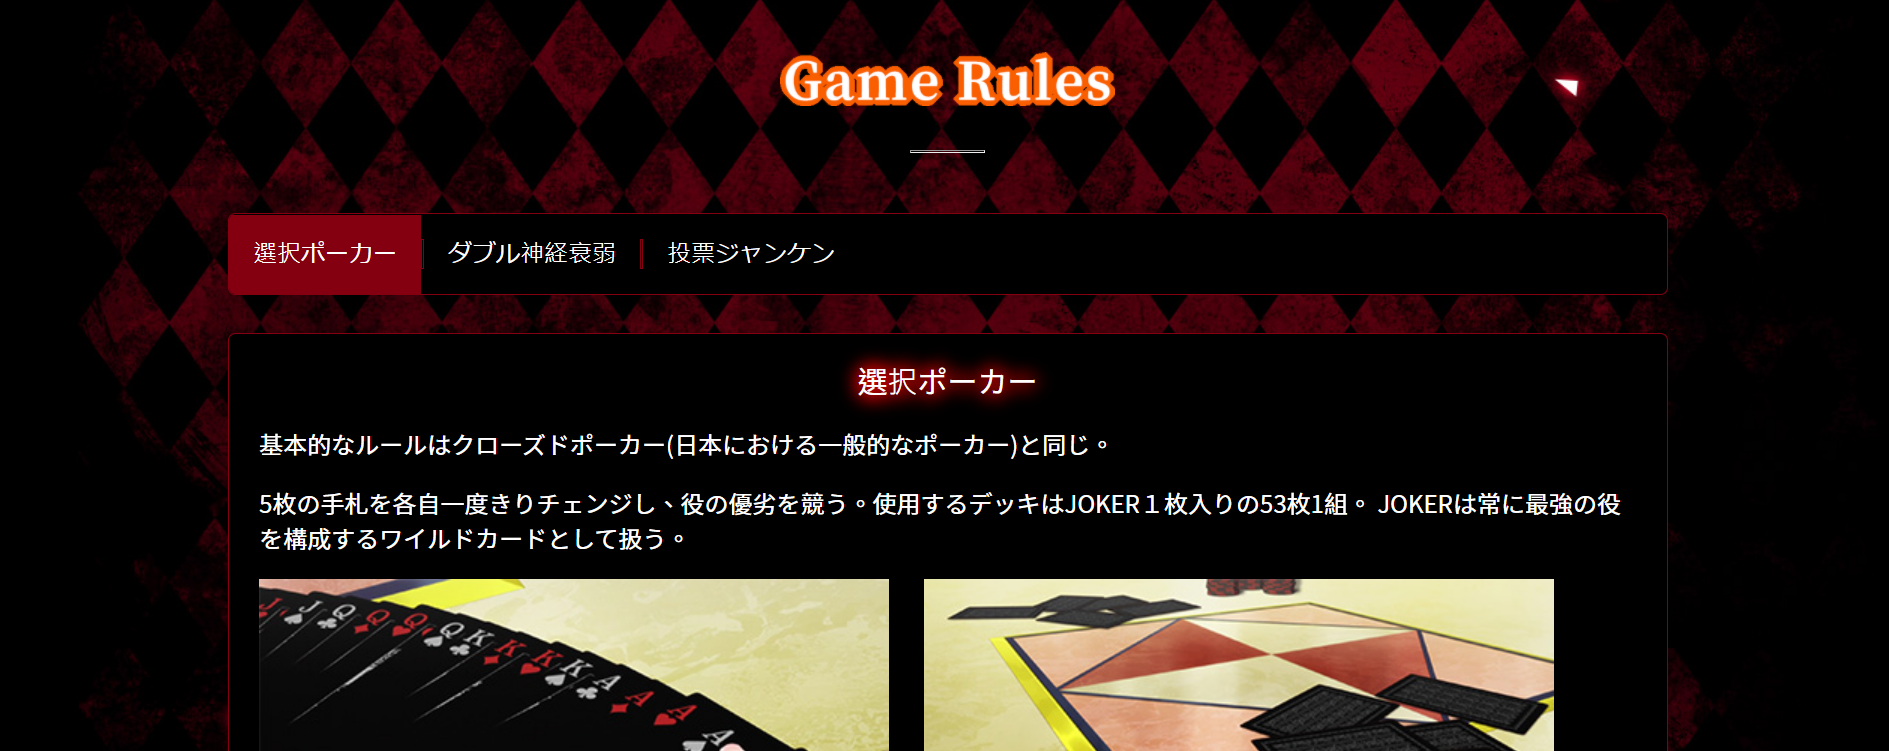 Game Rules
選択ポーカー
ダブル神経衰弱
投票ジャンケン
選択ポーカー
基本的なルールはクローズドポーカー(日本における一般的なポーカー)と同じ。
5枚の手札を各自一度きりチェンジし、役の優劣を競う。使用するデッキはJOKER１枚入りの53枚1組。 JOKERは常に最強の役
を構成するワイルドカードとして扱う。
J J Q Q Q Q K K K K A A A A